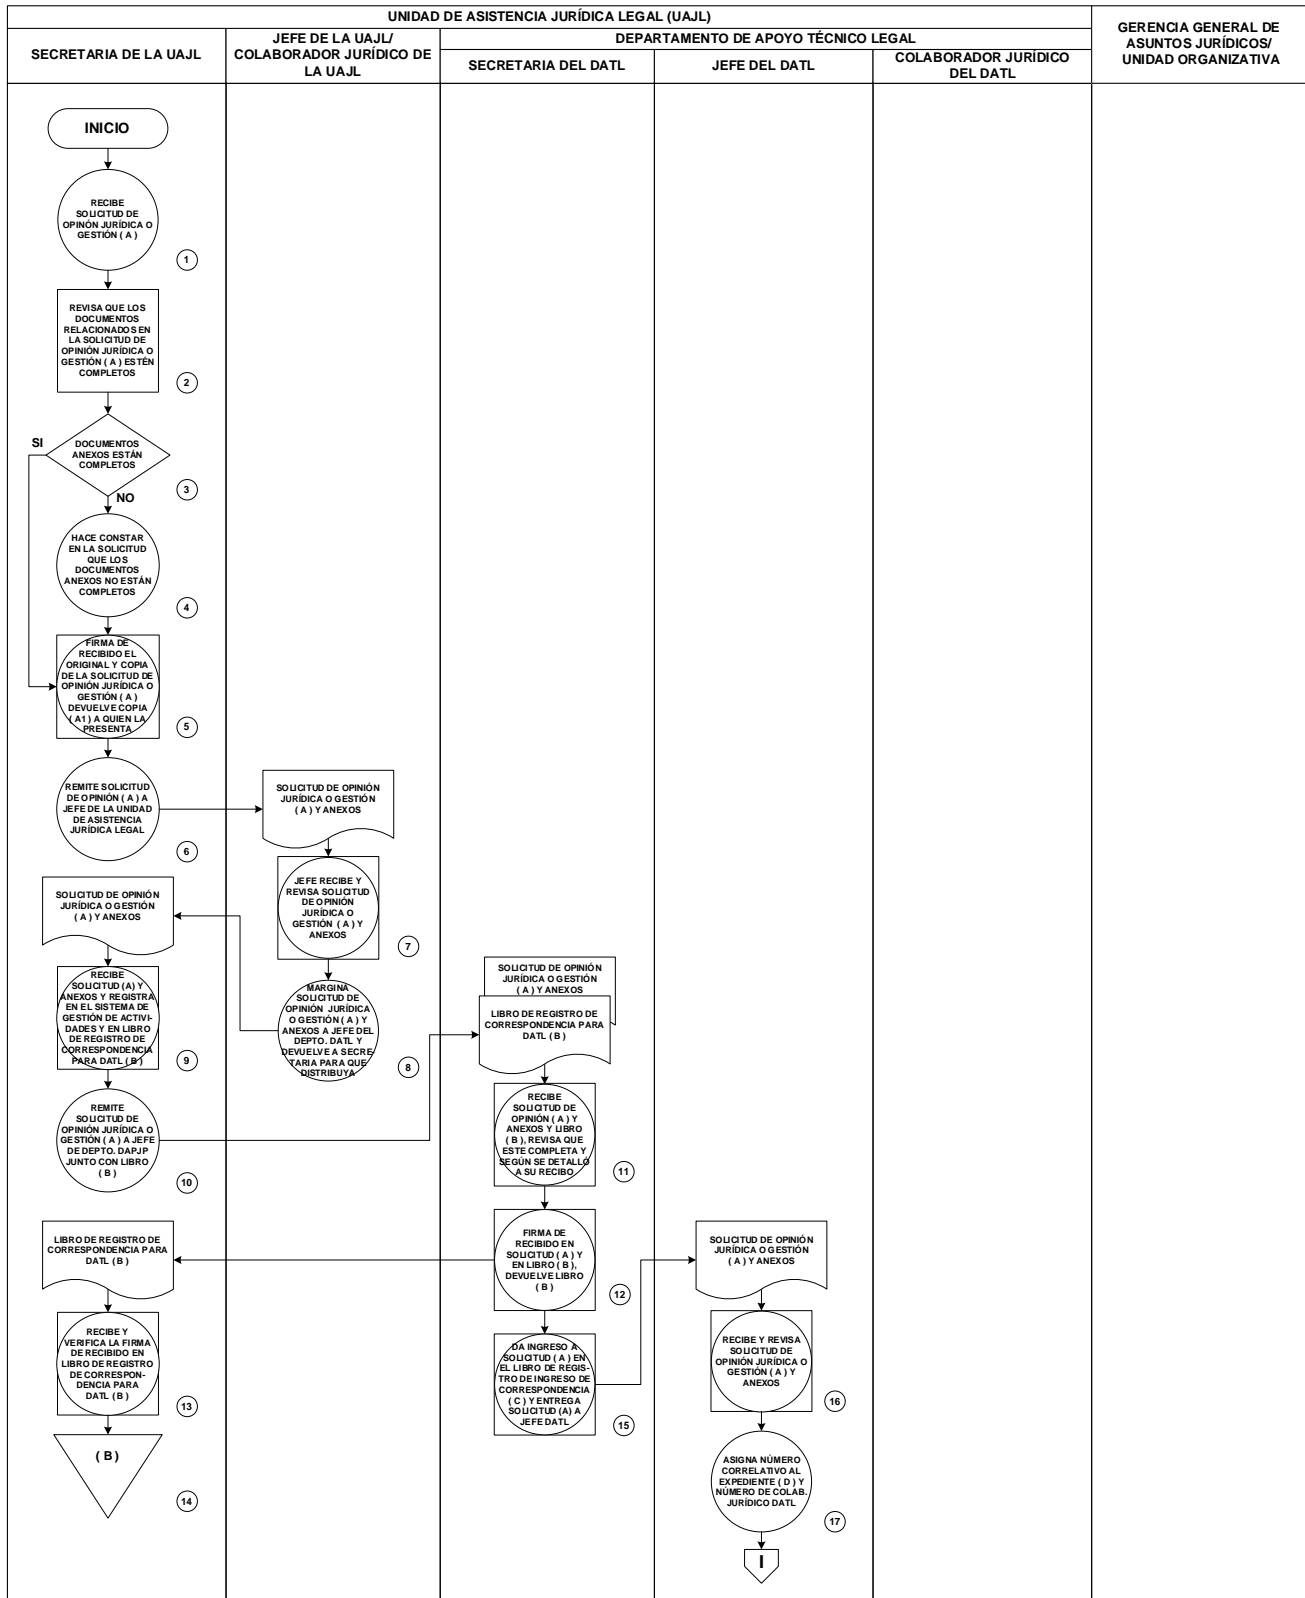 UNIDAD DE ASISTENCIA JURÍDICA LEGAL (UAJL)
GERENCIA GENERAL DE
ASUNTOS JURÍDICOS/
UNIDAD ORGANIZATIVA
SECRETARIA DE LA UAJL
JEFE DE LA UAJL/
COLABORADOR JURÍDICO DE
LA UAJL
DEPARTAMENTO DE APOYO TÉCNICO LEGAL
SECRETARIA DEL DATL
JEFE DEL DATL
COLABORADOR JURÍDICO
DEL DATL
INICIO
RECIBE
SOLICITUD DE
OPINÓN JURÍDICA O
GESTIÓN ( A )
1
REVISA QUE LOS
DOCUMENTOS
RELACIONADOS EN
LA SOLICITUD DE
OPINIÓN JURÍDICA O
GESTIÓN ( A ) ESTÉN
COMPLETOS
2
SI
DOCUMENTOS
ANEXOS ESTÁN
COMPLETOS
3
NO
HACE CONSTAR
EN LA SOLICITUD
QUE LOS
DOCUMENTOS
ANEXOS NO ESTÁN
COMPLETOS
4
FIRMA DE
RECIBIDO EL
ORIGINAL Y COPIA
DE LA SOLICITUD DE
OPINIÓN JURÍDICA O
GESTIÓN ( A )
DEVUELVE COPIA
( A1 ) A QUIEN LA
PRESENTA
5
REMITE SOLICITUD
DE OPINIÓN ( A ) A
JEFE DE LA UNIDAD
DE ASISTENCIA
JURÍDICA LEGAL
6
SOLICITUD DE OPINIÓN
JURÍDICA O GESTIÓN
( A ) Y ANEXOS
JEFE RECIBE Y
REVISA SOLICITUD
DE OPINIÓN
JURÍDICA O
GESTIÓN ( A ) Y
ANEXOS
7
MARGINA
SOLICITUD DE
OPINIÓN JURÍDICA
O GESTIÓN ( A ) Y
ANEXOS A JEFE DEL
DEPTO. DATL Y
DEVUELVE A SECRE-
TARIA PARA QUE
DISTRIBUYA
8
SOLICITUD DE OPINIÓN
JURÍDICA O GESTIÓN
( A ) Y ANEXOS
RECIBE
SOLICITUD (A) Y
ANEXOS Y REGISTRA
EN EL SISTEMA DE
GESTIÓN DE ACTIVI-
DADES Y EN LIBRO
DE REGISTRO DE
CORRESPONDENCIA
PARA DATL ( B )
9
REMITE
SOLICITUD DE
OPINIÓN JURÍDICA O
GESTIÓN ( A ) A JEFE
DE DEPTO. DAPJP
JUNTO CON LIBRO
( B )
10
SOLICITUD DE OPINIÓN
JURÍDICA O GESTIÓN
( A ) Y ANEXOS
LIBRO DE REGISTRO DE
CORRESPONDENCIA PARA
DATL ( B )
RECIBE
SOLICITUD DE
OPINIÓN ( A ) Y
ANEXOS Y LIBRO
( B ), REVISA QUE
ESTE COMPLETA Y
SEGÚN SE DETALLÓ
A SU RECIBO
11
FIRMA DE
RECIBIDO EN
SOLICITUD ( A ) Y
EN LIBRO ( B ),
DEVUELVE LIBRO
( B )
12
LIBRO DE REGISTRO DE
CORRESPONDENCIA PARA
DATL ( B )
RECIBE Y
VERIFICA LA FIRMA
DE RECIBIDO EN
LIBRO DE REGISTRO
DE CORRESPON-
DENCIA PARA
DATL ( B )
13
( B )
14
DA INGRESO A
SOLICITUD ( A ) EN
EL LIBRO DE REGIS-
TRO DE INGRESO DE
CORRESPONDENCIA
( C ) Y ENTREGA
SOLICITUD (A) A
JEFE DATL
15
SOLICITUD DE OPINIÓN
JURÍDICA O GESTIÓN
( A ) Y ANEXOS
RECIBE Y REVISA
SOLICITUD DE
OPINIÓN JURÍDICA O
GESTIÓN ( A ) Y
ANEXOS
16
ASIGNA NÚMERO
CORRELATIVO AL
EXPEDIENTE ( D ) Y
NÚMERO DE COLAB.
JURÍDICO DATL
17
I